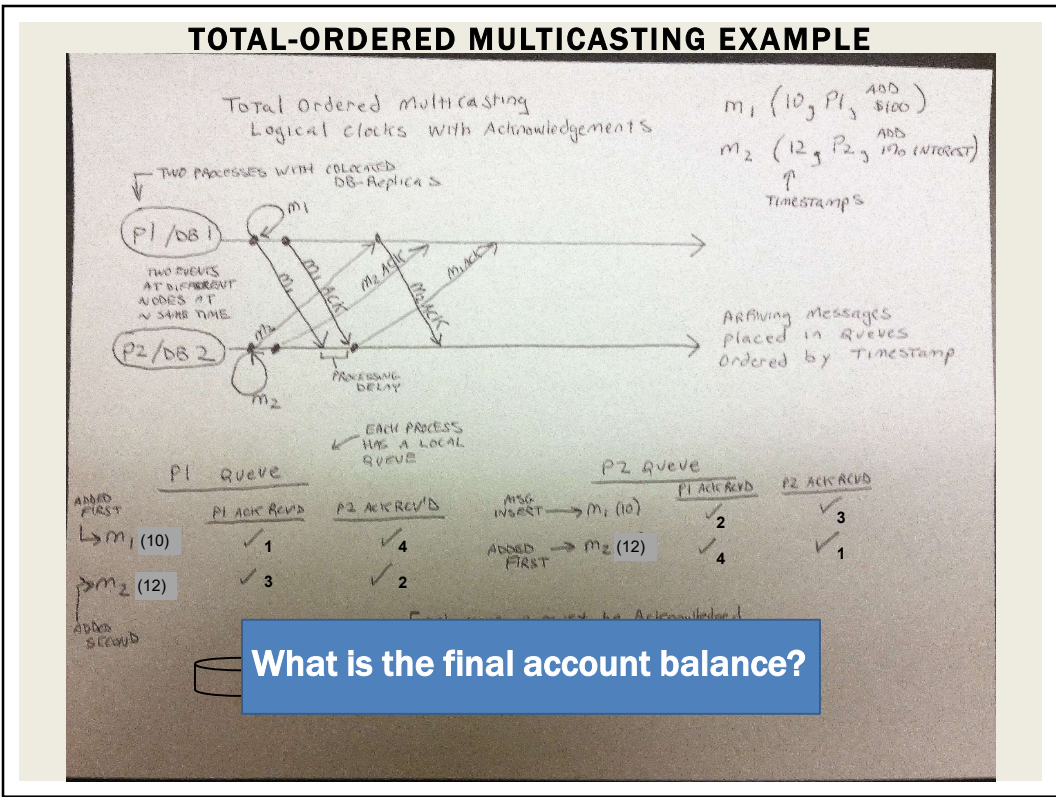 TOTAL-ORDERED MULTICASTING EXAMPLE
Total Ordered Multicasting
Logical Clocks With Acknowledgements
m1 (10, P1, ADD $100)
m2 (12, P2, ADD 1% INTEREST)
TIMESTAMPS
TWO PROCESSES WITH COLOCATED
DB-Replicas
P1/DB1
m1
TWO EVENTS
AT DIFFERENT
NODES AT
~ SAME TIME
m1
m1 ACK
m2 ACK
m2 ACK
m1 ACK
m2
P2/DB2
m2
PROCESSING
DELAY
Arriving Messages
placed in Queues
Ordered by Timestamp
EACH PROCESS
HAS A LOCAL
QUEUE
P1 Queue
P1 ACK RCV'D P2 ACK RCV'D
ADDED
FIRST
m1 (10) ✓1 ✓4
m2 (12) ✓3 ✓2
ADDED
SECOND
P2 Queue
P1 ACK RCVD P2 ACK RCVD
MSG
INSERT → m1 (10) ✓2 ✓3
ADDED
FIRST → m2 (12) ✓4 ✓1
be Acknowledged
What is the final account balance?